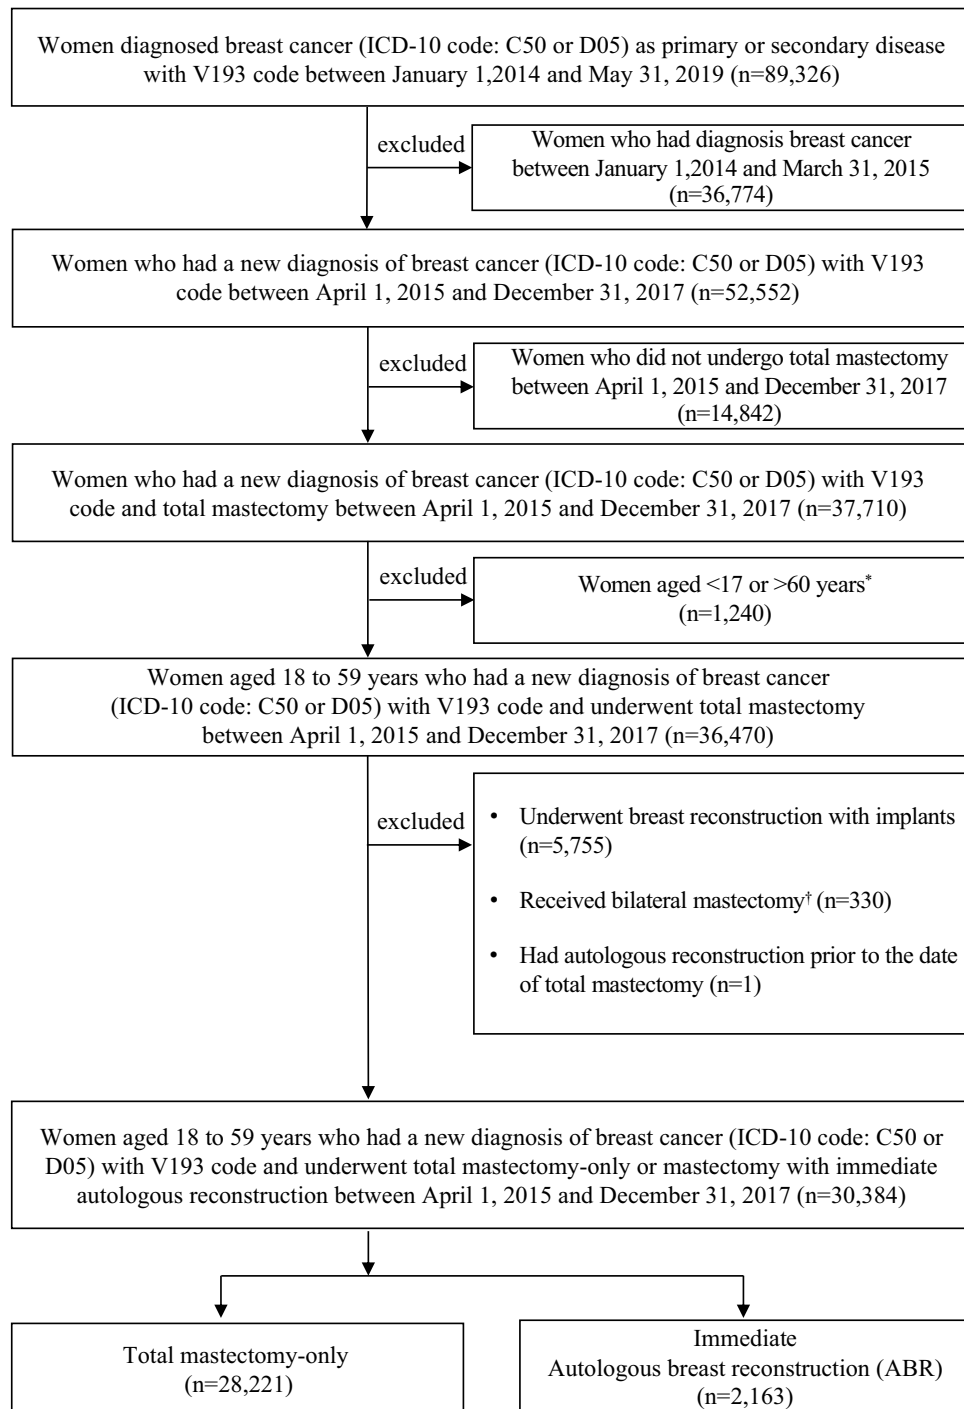 Women diagnosed breast cancer (ICD-10 code: C50 or D05) as primary or secondary disease
with V193 code between January 1,2014 and May 31, 2019 (n=89,326)
excluded
Women who had diagnosis breast cancer
between January 1,2014 and March 31, 2015
(n=36,774)
Women who had a new diagnosis of breast cancer (ICD-10 code: C50 or D05) with V193
code between April 1, 2015 and December 31, 2017 (n=52,552)
excluded
Women who did not undergo total mastectomy
between April 1, 2015 and December 31, 2017
(n=14,842)
Women who had a new diagnosis of breast cancer (ICD-10 code: C50 or D05) with V193
code and total mastectomy between April 1, 2015 and December 31, 2017 (n=37,710)
excluded
Women aged <17 or >60 years*
(n=1,240)
Women aged 18 to 59 years who had a new diagnosis of breast cancer
(ICD-10 code: C50 or D05) with V193 code and underwent total mastectomy
between April 1, 2015 and December 31, 2017 (n=36,470)
excluded
• Underwent breast reconstruction with implants
(n=5,755)
• Received bilateral mastectomy† (n=330)
• Had autologous reconstruction prior to the date
of total mastectomy (n=1)
Women aged 18 to 59 years who had a new diagnosis of breast cancer (ICD-10 code: C50 or
D05) with V193 code and underwent total mastectomy-only or mastectomy with immediate
autologous reconstruction between April 1, 2015 and December 31, 2017 (n=30,384)
Total mastectomy-only
(n=28,221)
Immediate
Autologous breast reconstruction (ABR)
(n=2,163)